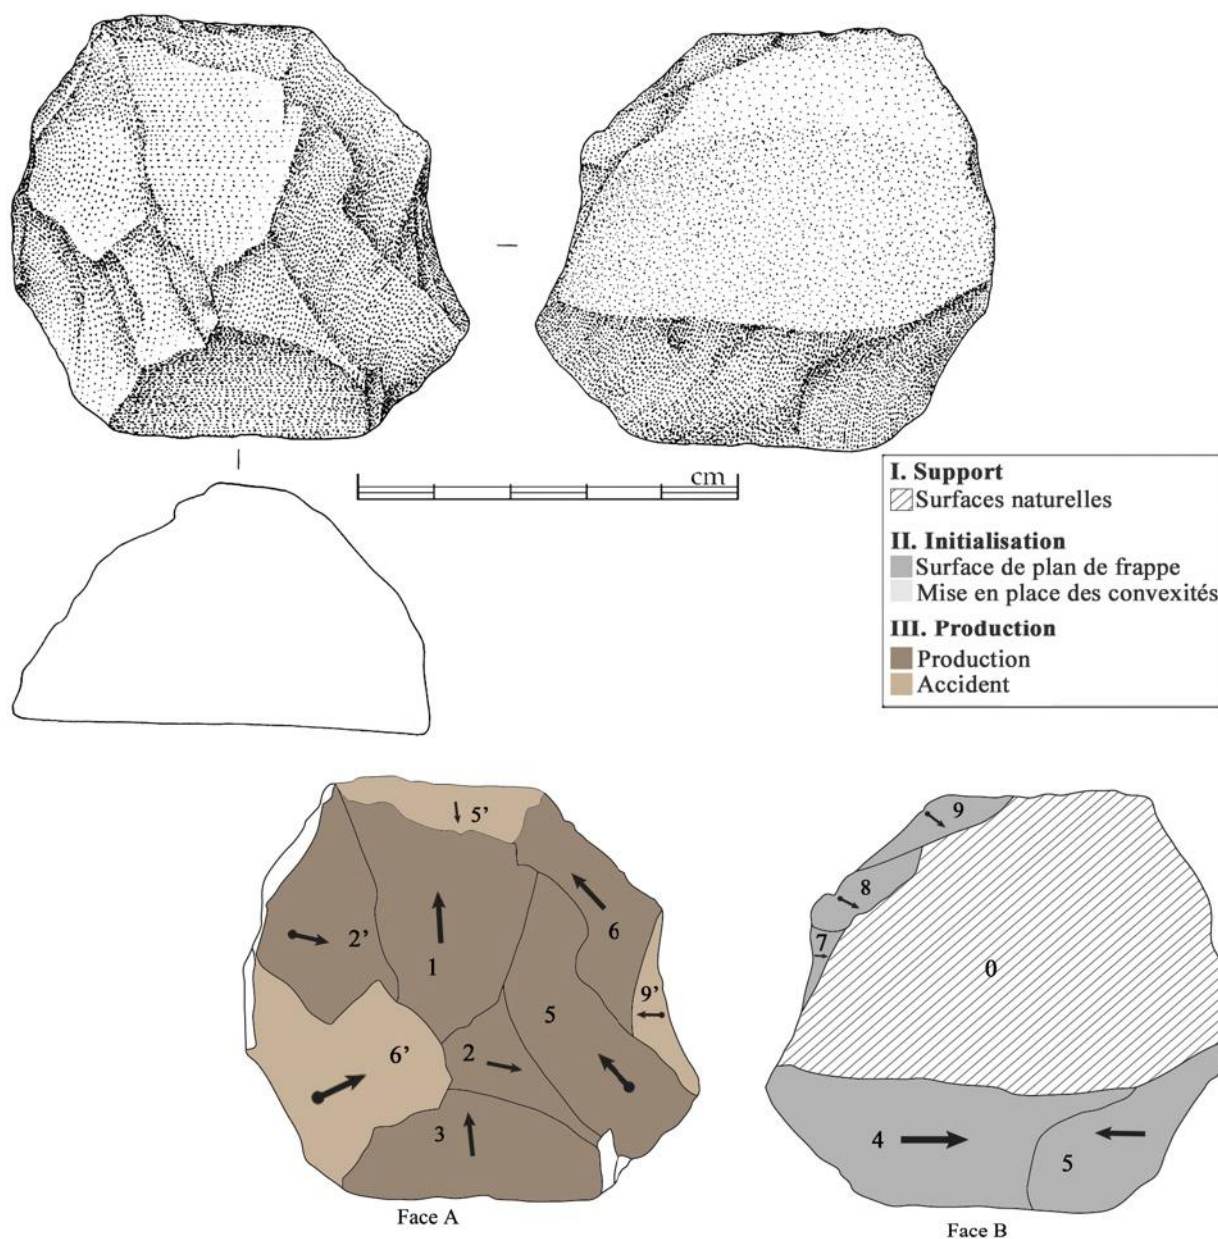 cm
I. Support
Surfaces naturelles
II. Initialisation
Surface de plan de frappe
Mise en place des convexités
III. Production
Production
Accident
5’
2’
1
6
9’
5
6’
2
3
Face A
9
8
7
0
4
5
Face B